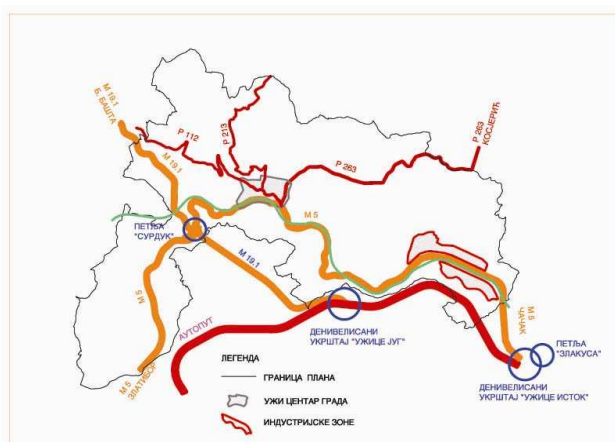 М 19.1
Б. БАШТА
Р 112
Р 213
М 19.1
Р 263
Р 263
КОСЈЕРИЋ
М 5
ПЕТЉА
"СУРДУК"
М 19.1
М 5
М 5
ЗЛАТИБОР
АУТОПУТ
ДЕНИВЕЛИСАНИ
УКРШТАЈ "УЖИЦЕ ЈУГ"
М 5
ЧАЧАК
ПЕТЉА
"ЗЛАКУСА"
ДЕНИВЕЛИСАНИ
УКРШТАЈ "УЖИЦЕ ИСТОК"
ЛЕГЕНДА
ГРАНИЦА ПЛАНА
УЖИ ЦЕНТАР ГРАДА
ИНДУСТРИЈСКЕ ЗОНЕ